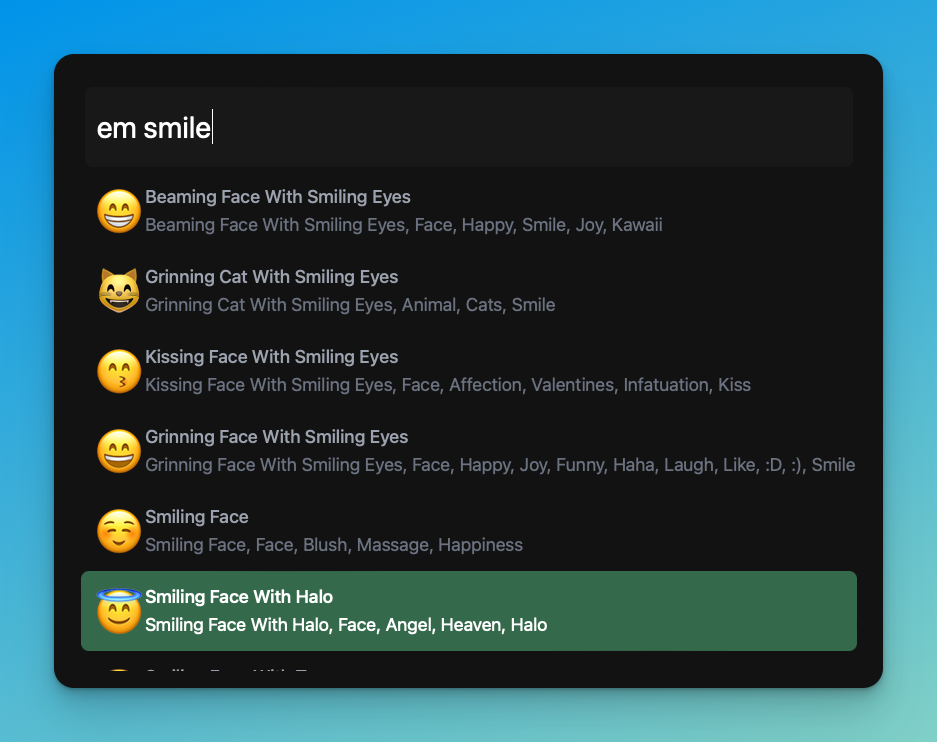 em smile
Beaming Face With Smiling Eyes
Beaming Face With Smiling Eyes, Face, Happy, Smile, Joy, Kawaii
Grinning Cat With Smiling Eyes
Grinning Cat With Smiling Eyes, Animal, Cats, Smile
Kissing Face With Smiling Eyes
Kissing Face With Smiling Eyes, Face, Affection, Valentines, Infatuation, Kiss
Grinning Face With Smiling Eyes
Grinning Face With Smiling Eyes, Face, Happy, Joy, Funny, Haha, Laugh, Like, :D, :), Smile
Smiling Face
Smiling Face, Face, Blush, Massage, Happiness
Smiling Face With Halo
Smiling Face With Halo, Face, Angel, Heaven, Halo